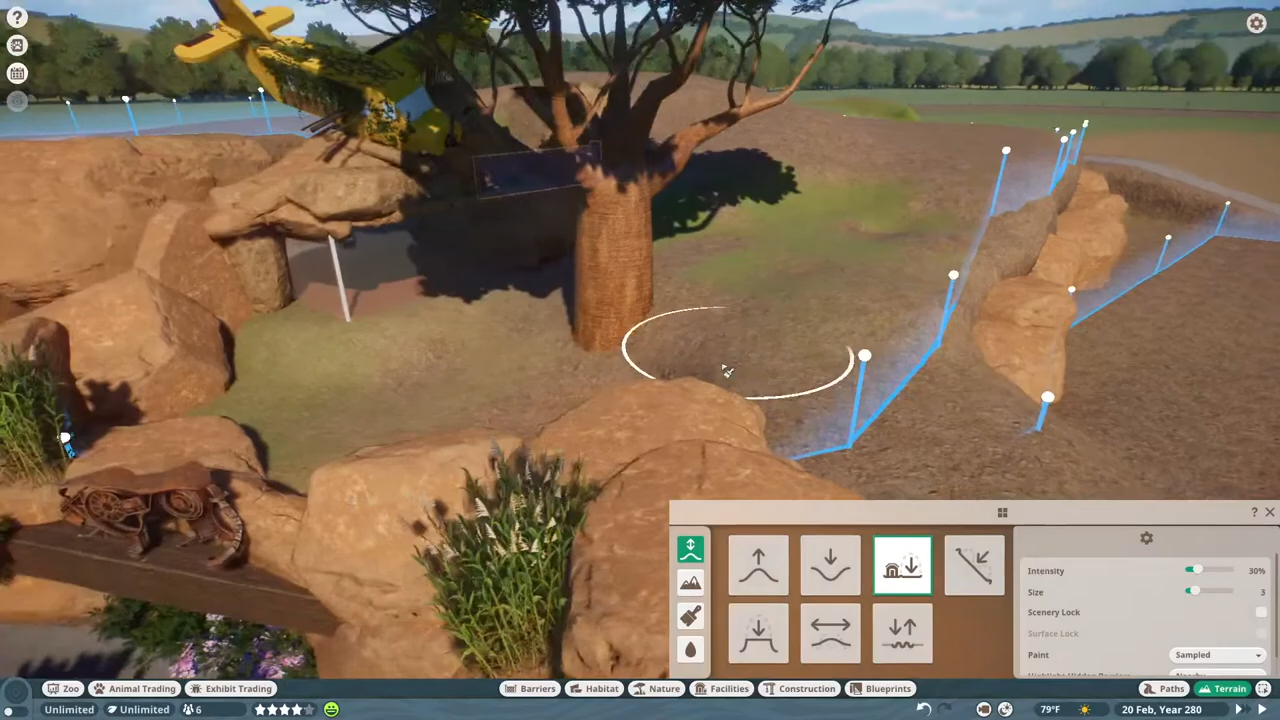 ?
? ×
Intensity 30%
Size 3
Scenery Lock
Surface Lock
Paint Sampled
Zoo Animal Trading Exhibit Trading Barriers Habitat Nature Facilities Construction Blueprints Paths Terrain
Unlimited Unlimited 6 79°F 20 Feb, Year 280